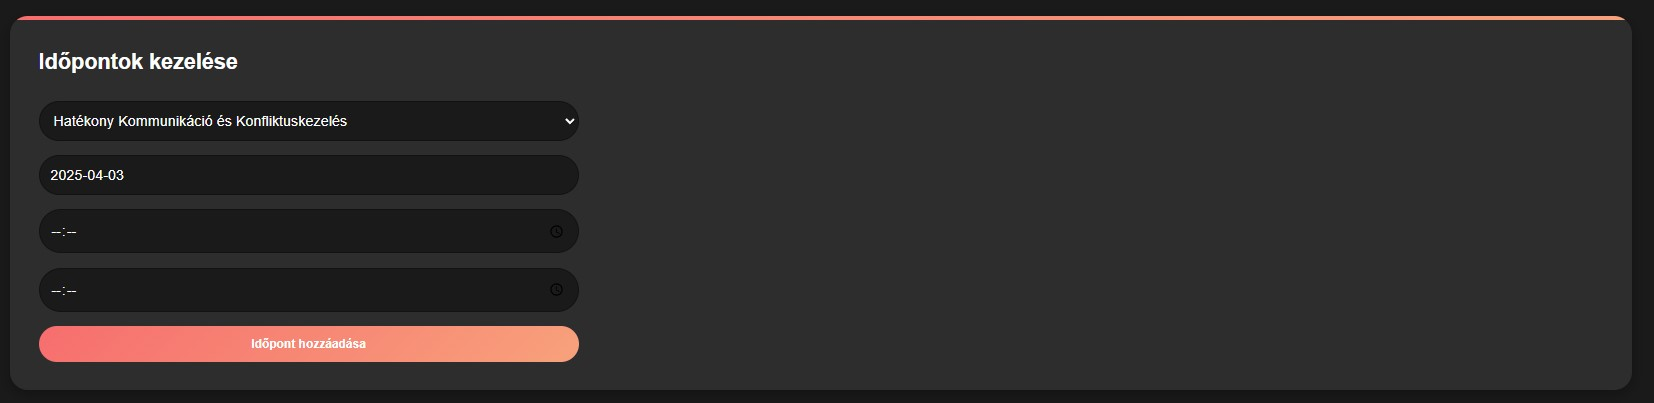 Időpontok kezelése
Hatékony Kommunikáció és Konfliktuskezelés
2025-04-03
--:--
--:--
Időpont hozzáadása